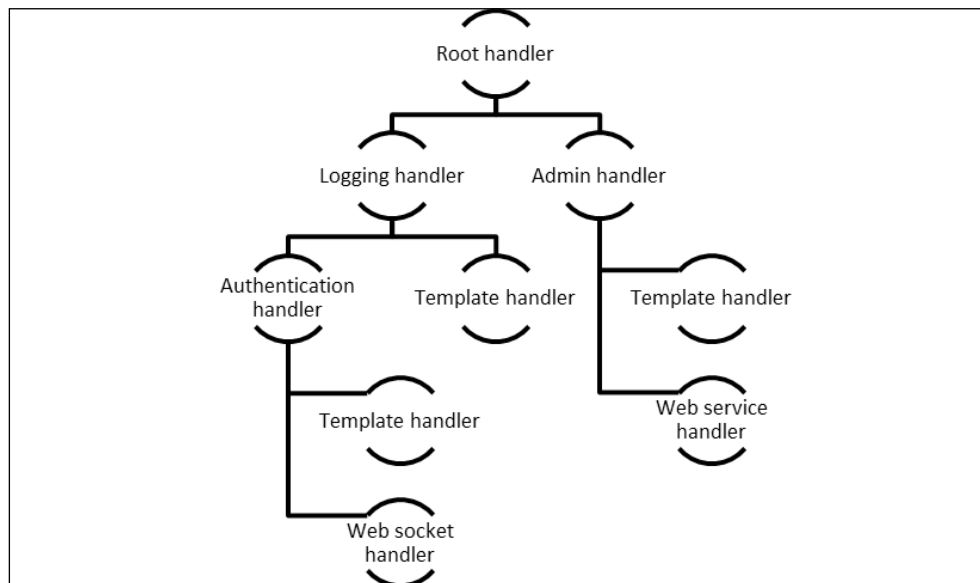 Root handler
Logging handler
Admin handler
Authentication
handler
Template handler
Template handler
Template handler
Web service
handler
Web socket
handler